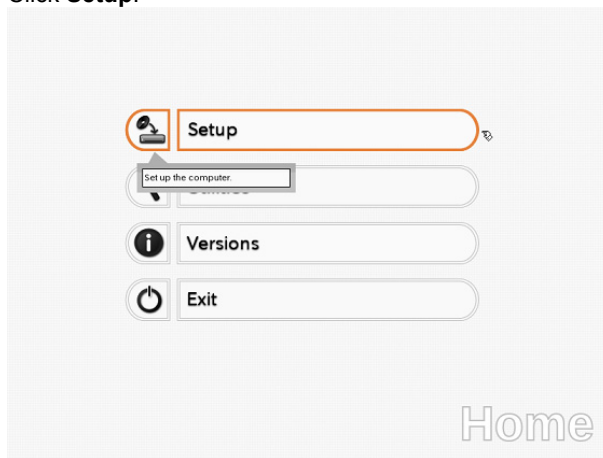 Click Setup.
Setup
Set up the computer.
Versions
Exit
Home